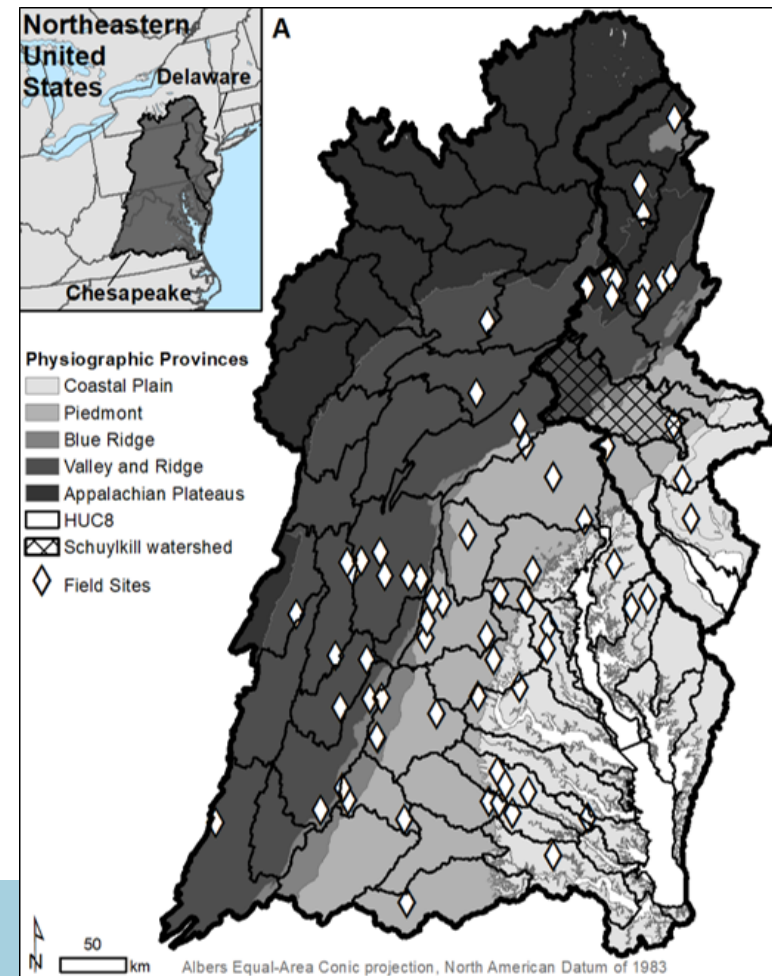 Northeastern
United
States
Delaware
Chesapeake
A
Physiographic Provinces
Coastal Plain
Piedmont
Blue Ridge
Valley and Ridge
Appalachian Plateaus
HUC8
Schuylkill watershed
Field Sites
N
50
km
Albers Equal-Area Conic projection, North American Datum of 1983